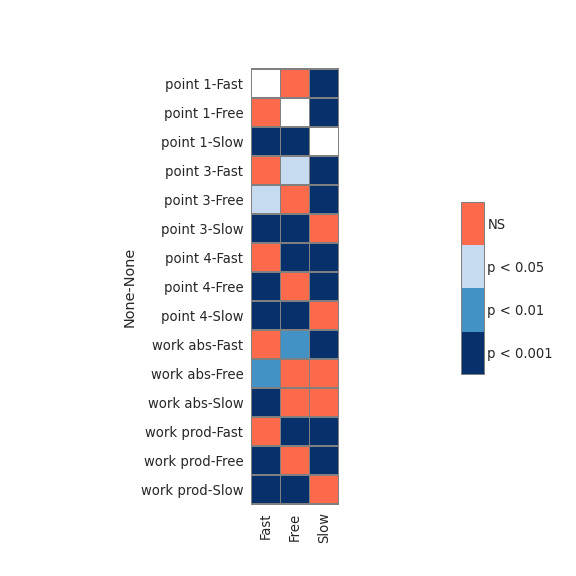 point 1-Fast
point 1-Free
point 1-Slow
point 3-Fast
point 3-Free
point 3-Slow
point 4-Fast
point 4-Free
point 4-Slow
work abs-Fast
work abs-Free
work abs-Slow
work prod-Fast
work prod-Free
work prod-Slow
None-None
Fast
Free
Slow
NS
p < 0.05
p < 0.01
p < 0.001